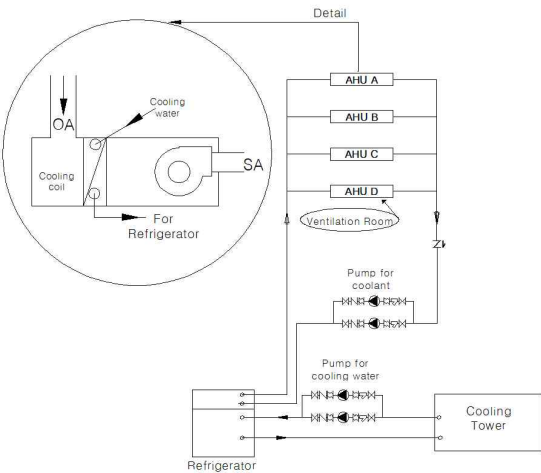 Detail
AHU A
AHU B
AHU C
AHU D
Ventilation Room
OA
Cooling
water
Cooling
coil
SA
For
Refrigerator
Pump for
coolant
Pump for
cooling water
Cooling
Tower
Refrigerator